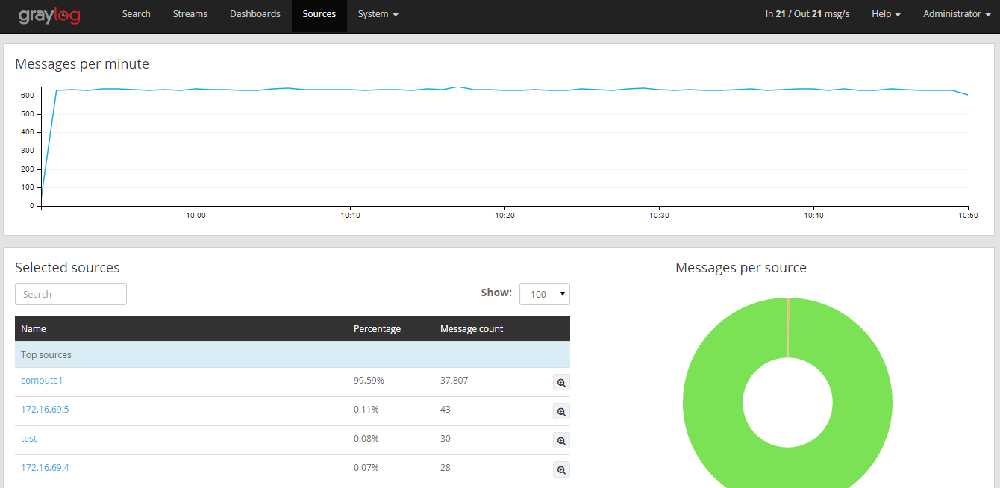 graylog Search Streams Dashboards Sources System In 21 / Out 21 msg/s Help Administrator
Messages per minute
600
500
400
300
200
100
0
10:00 10:10 10:20 10:30 10:40 10:50
Selected sources
Search Show: 100
Name Percentage Message count
Top sources
compute1 99.59% 37,807
172.16.69.5 0.11% 43
test 0.08% 30
172.16.69.4 0.07% 28
Messages per source